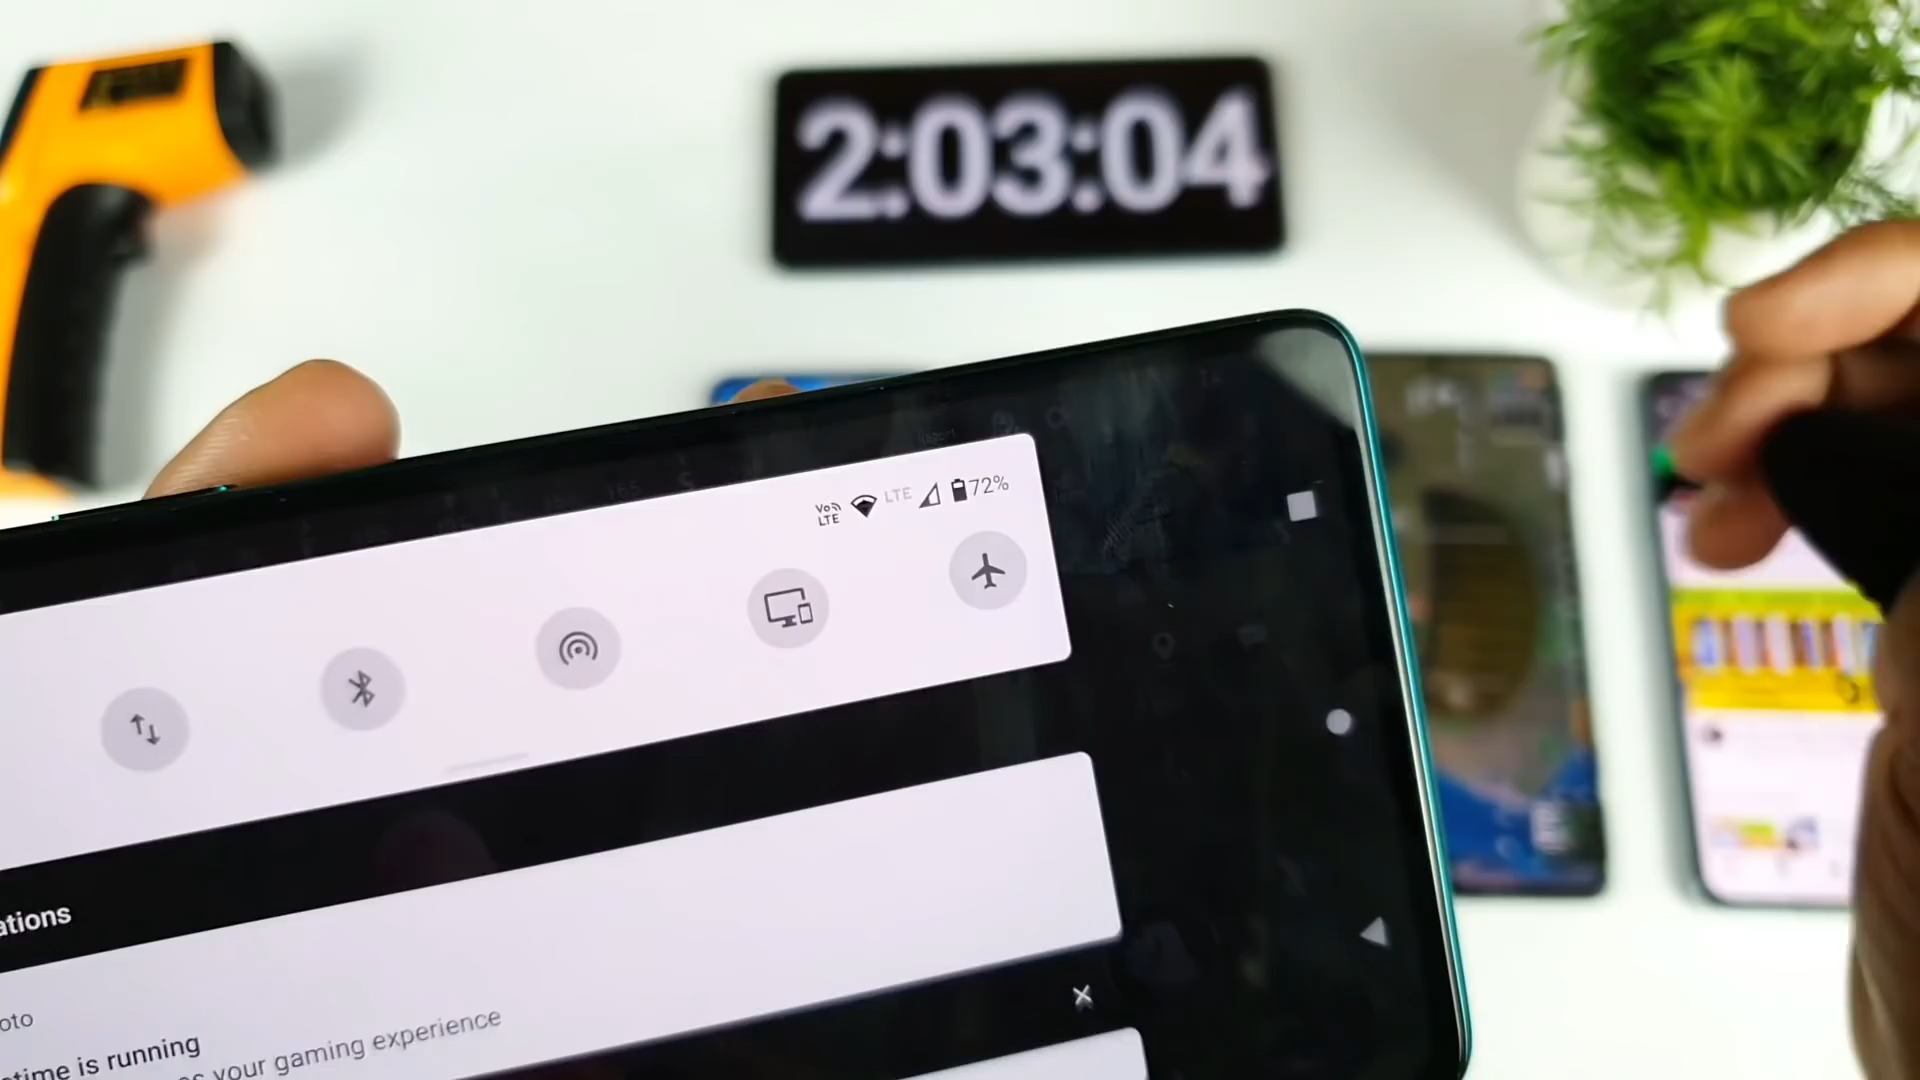 2:03:04
Vo LTE LTE 72%
ations
oto
time is running
your gaming experience